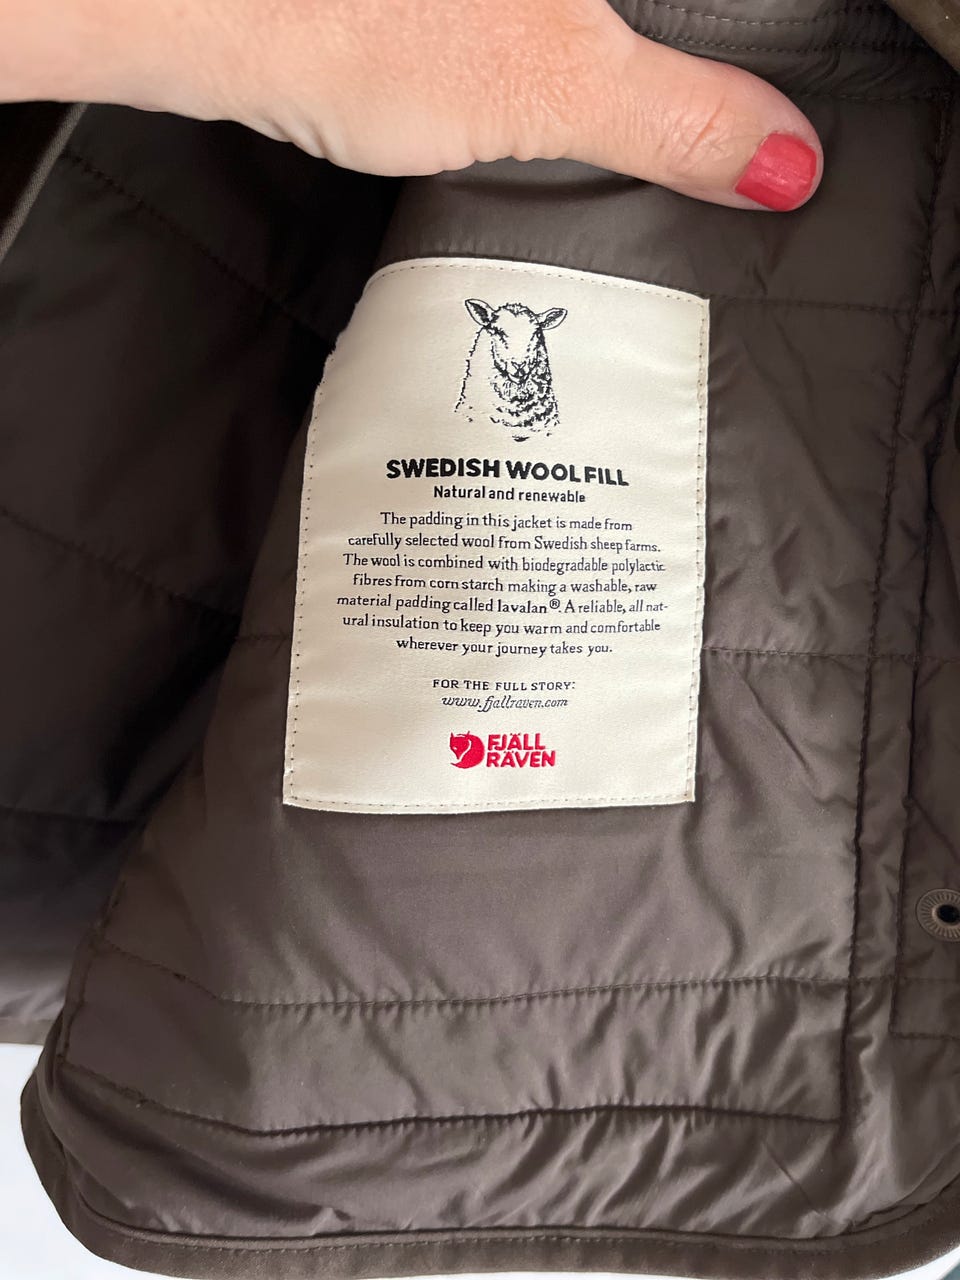 SWEDISH WOOL FILL
Natural and renewable
The padding in this jacket is made from
carefully selected wool from Swedish sheep farms.
The wool is combined with biodegradable polylactic
fibres from corn starch making a washable, raw
material padding called lavalan®. A reliable, all nat-
ural insulation to keep you warm and comfortable
wherever your journey takes you.
FOR THE FULL STORY:
www.fjallraven.com
FJÄLL
RÄVEN